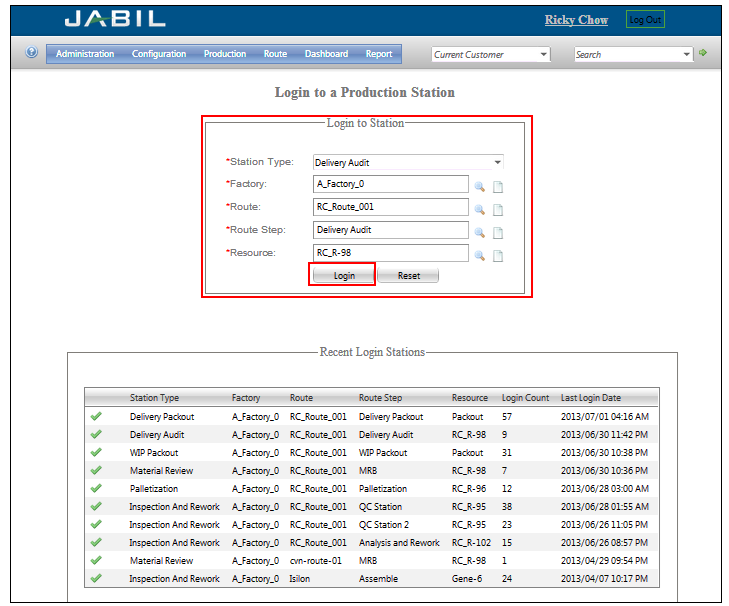 JABIL
Ricky Chow Log Out
Administration Configuration Production Route Dashboard Report Current Customer Search
Login to a Production Station
Login to Station
*Station Type: Delivery Audit
*Factory: A_Factory_0
*Route: RC_Route_001
*Route Step: Delivery Audit
*Resource: RC_R-98
Login Reset
Recent Login Stations
Station Type Factory Route Route Step Resource Login Count Last Login Date
Delivery Packout A_Factory_0 RC_Route_001 Delivery Packout Packout 57 2013/07/01 04:16 AM
Delivery Audit A_Factory_0 RC_Route_001 Delivery Audit RC_R-98 9 2013/06/30 11:42 PM
WIP Packout A_Factory_0 RC_Route_001 WIP Packout Packout 31 2013/06/30 10:38 PM
Material Review A_Factory_0 RC_Route_001 MRB RC_R-98 7 2013/06/30 10:36 PM
Palletization A_Factory_0 RC_Route_001 Palletization RC_R-96 12 2013/06/28 03:00 AM
Inspection And Rework A_Factory_0 RC_Route_001 QC Station RC_R-95 38 2013/06/28 01:55 AM
Inspection And Rework A_Factory_0 RC_Route_001 QC Station 2 RC_R-95 23 2013/06/26 11:05 PM
Inspection And Rework A_Factory_0 RC_Route_001 Analysis and Rework RC_R-102 15 2013/06/26 08:57 PM
Material Review A_Factory_0 cvn-route-01 MRB RC_R-98 1 2013/04/29 09:54 PM
Inspection And Rework A_Factory_0 Isilon Assemble Gene-6 24 2013/04/07 10:17 PM